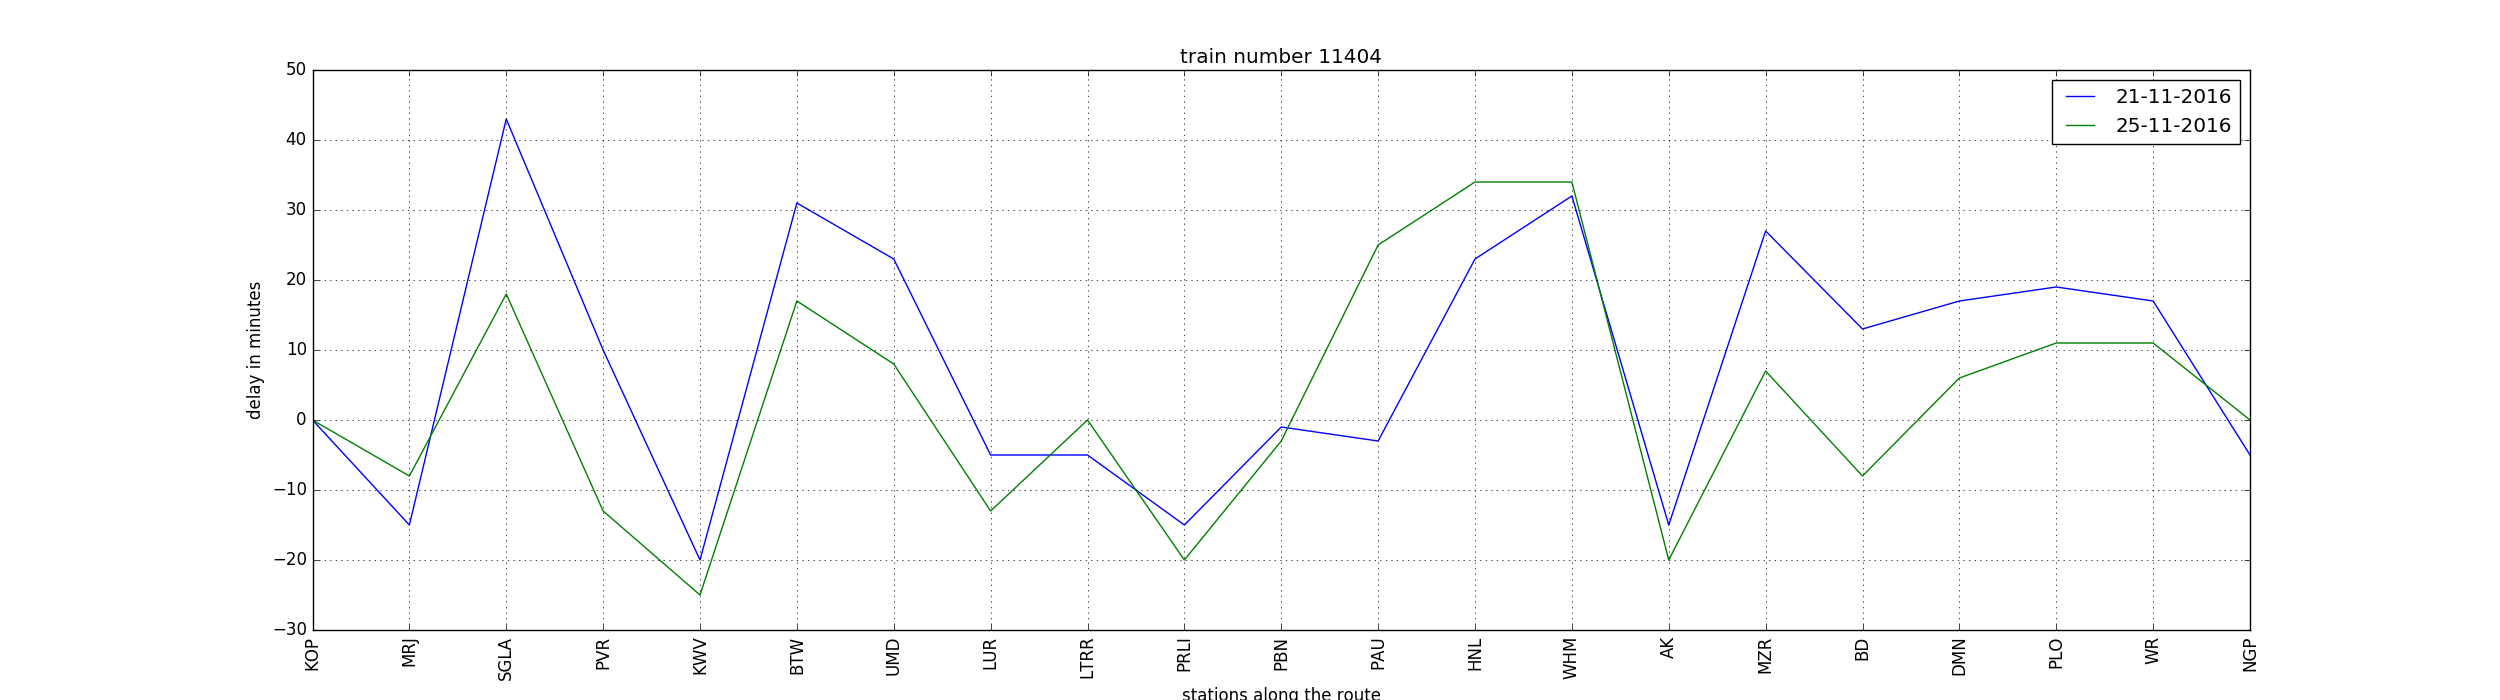 train number 11404
50
40
30
20
10
0
−10
−20
−30
delay in minutes
21-11-2016
25-11-2016
KOP
MRJ
SGLA
PVR
KWV
BTW
UMD
LUR
LTRR
PRLI
PBN
PAU
HNL
WHM
AK
MZR
BD
DMN
PLO
WR
NGP
stations along the route